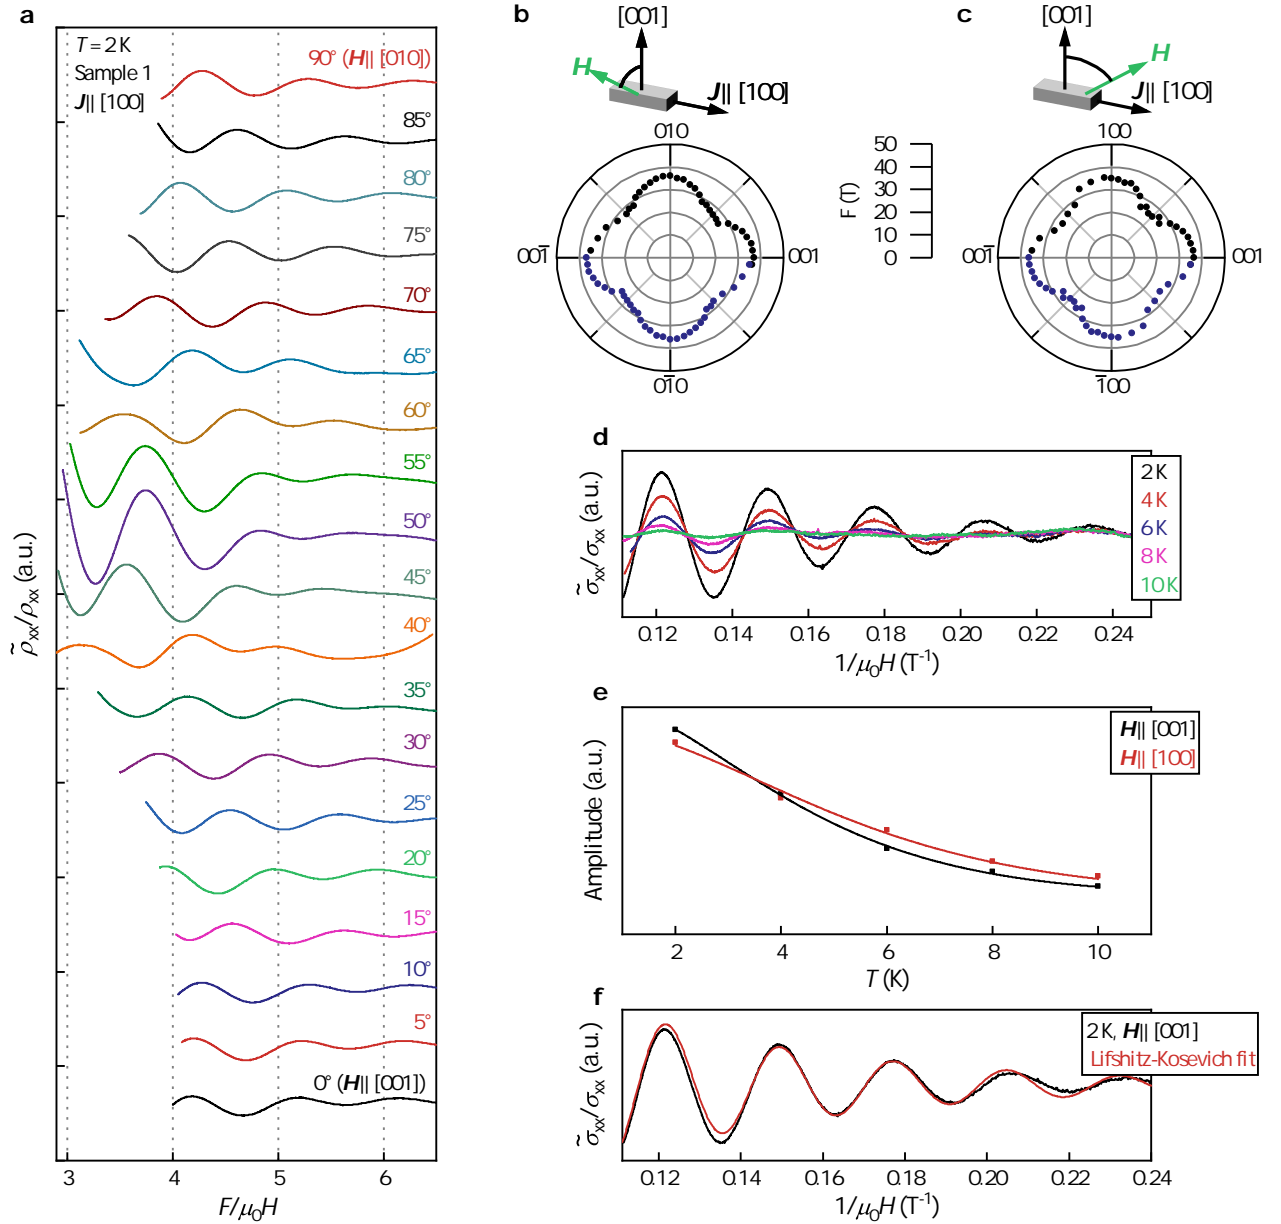 a
T = 2 K
Sample 1
J|| [100]
90° (H|| [010])
85°
80°
75°
70°
65°
60°
55°
50°
45°
40°
35°
30°
25°
20°
15°
10°
5°
0° (H|| [001])
ρ̃xx/ρxx (a.u.)
3 4 5 6
F/μ0H
b
[001]
H
J|| [100]
010
001̄
001
01̄0
50
40
30
20
10
0
F (T)
c
[001]
H
J|| [100]
100
001̄
001
1̄00
d
2 K
4 K
6 K
8 K
10 K
σ̃xx/σxx (a.u.)
0.12 0.14 0.16 0.18 0.20 0.22 0.24
1/μ0H (T-1)
e
H|| [001]
H|| [100]
Amplitude (a.u.)
2 4 6 8 10
T (K)
f
2 K, H|| [001]
Lifshitz-Kosevich fit
σ̃xx/σxx (a.u.)
0.12 0.14 0.16 0.18 0.20 0.22 0.24
1/μ0H (T-1)